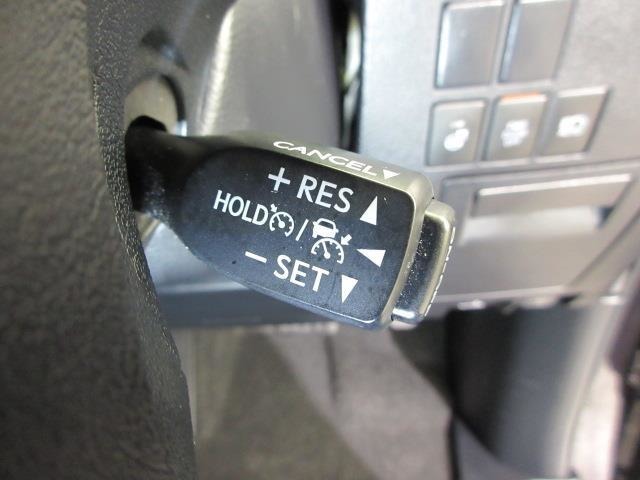 CANCEL▼
+ RES ▲
HOLD / ◀
− SET ▼